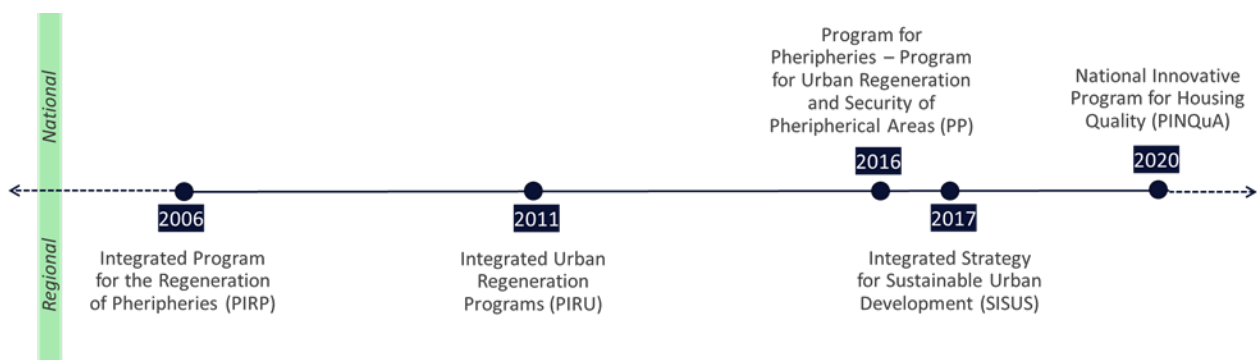 National
Regional
Program for
Pheripheries – Program
for Urban Regeneration
and Security of
Pheripherical Areas (PP)
2016
National Innovative
Program for Housing
Quality (PINQuA)
2020
2006
Integrated Program
for the Regeneration
of Pheripheries (PIRP)
2011
Integrated Urban
Regeneration
Programs (PIRU)
2017
Integrated Strategy
for Sustainable Urban
Development (SISUS)